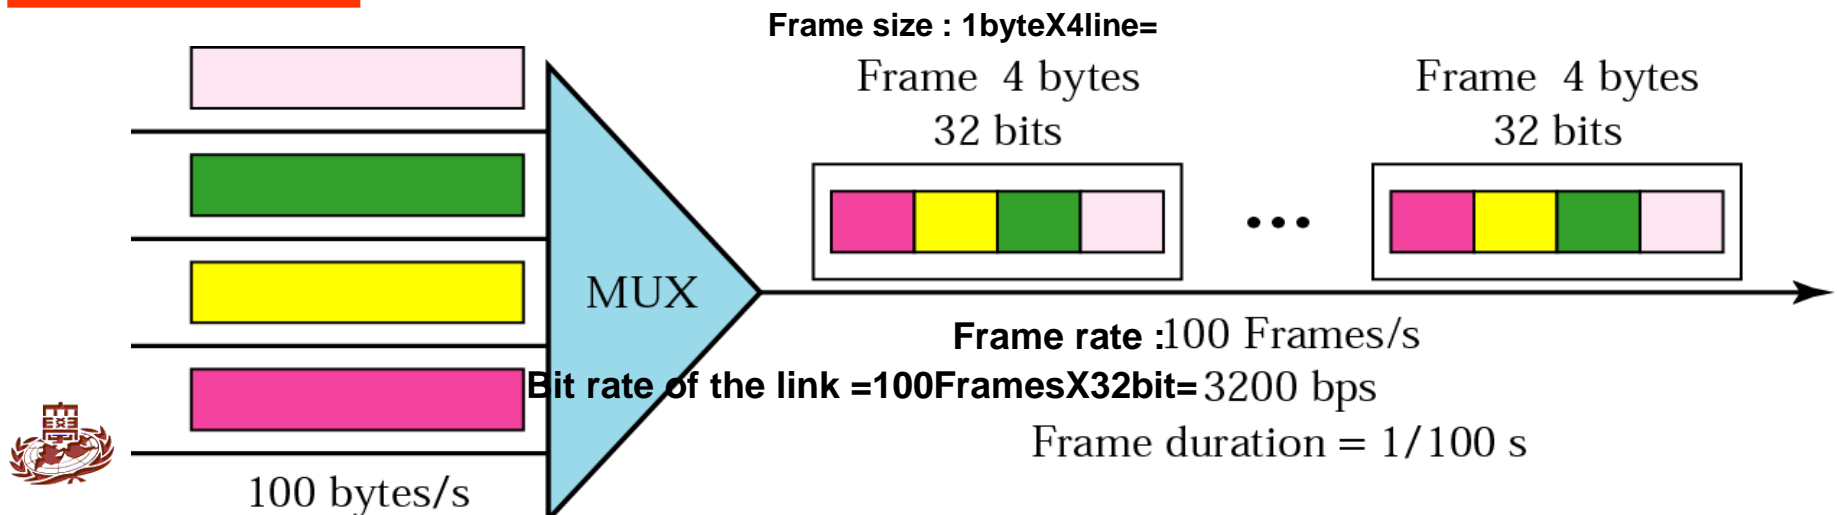 Frame size : 1byteX4line=
Frame 4 bytes
32 bits
Frame 4 bytes
32 bits
MUX
Frame rate :100 Frames/s
Bit rate of the link =100FramesX32bit= 3200 bps
Frame duration = 1/100 s
100 bytes/s